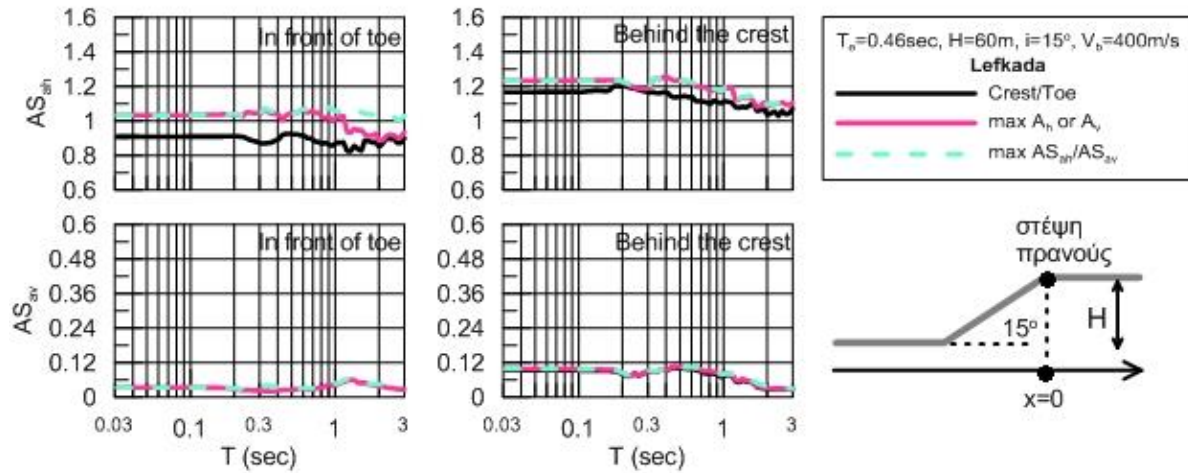 1.6
1.4
1.2
1
0.8
0.6
AS_ah
In front of toe
1.6
1.4
1.2
1
0.8
0.6
Behind the crest
T_e=0.46sec, H=60m, i=15°, V_b=400m/s
Lefkada
Crest/Toe
max A_h or A_v
max AS_ah/AS_av
0.6
0.48
0.36
0.24
0.12
0
AS_av
In front of toe
0.03
0.1
0.3
1
3
T (sec)
0.6
0.48
0.36
0.24
0.12
0
Behind the crest
0.03
0.1
0.3
1
3
T (sec)
στέψη
πρανούς
15°
H
x=0